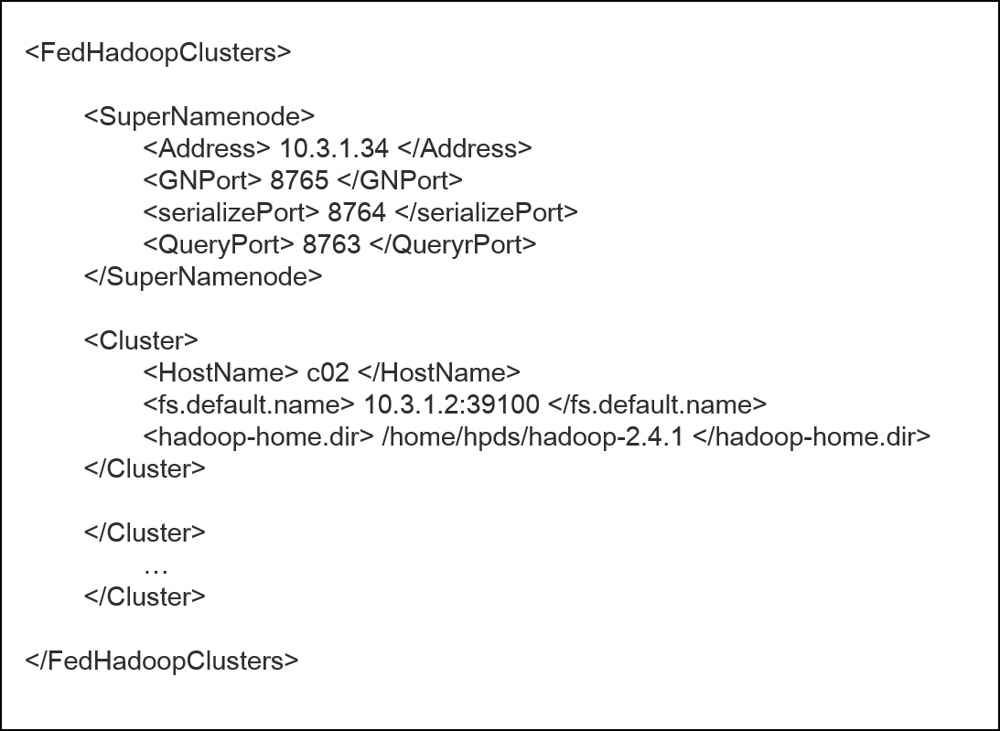 <FedHadoopClusters>
<SuperNamenode>
<Address> 10.3.1.34 </Address>
<GNPort> 8765 </GNPort>
<serializePort> 8764 </serializePort>
<QueryPort> 8763 </QueryrPort>
</SuperNamenode>
<Cluster>
<HostName> c02 </HostName>
<fs.default.name> 10.3.1.2:39100 </fs.default.name>
<hadoop-home.dir> /home/hpds/hadoop-2.4.1 </hadoop-home.dir>
</Cluster>
</Cluster>
…
</Cluster>
</FedHadoopClusters>